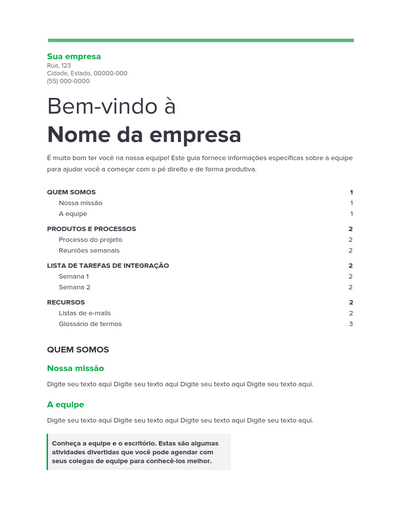 Sua empresa
Rua, 123
Cidade, Estado, 00000-000
(55) 000-0000
Bem-vindo à
Nome da empresa
É muito bom ter você na nossa equipe! Este guia fornece informações específicas sobre a equipe
para ajudar você a começar com o pé direito e de forma produtiva.
QUEM SOMOS 1
Nossa missão 1
A equipe 1
PRODUTOS E PROCESSOS 2
Processo do projeto 2
Reuniões semanais 2
LISTA DE TAREFAS DE INTEGRAÇÃO 2
Semana 1 2
Semana 2 2
RECURSOS 2
Listas de e-mails 2
Glossário de termos 3
QUEM SOMOS
Nossa missão
Digite seu texto aqui Digite seu texto aqui Digite seu texto aqui Digite seu texto aqui.
A equipe
Digite seu texto aqui Digite seu texto aqui Digite seu texto aqui Digite seu texto aqui.
Conheça a equipe e o escritório. Estas são algumas
atividades divertidas que você pode agendar com
seus colegas de equipe para conhecê-los melhor.